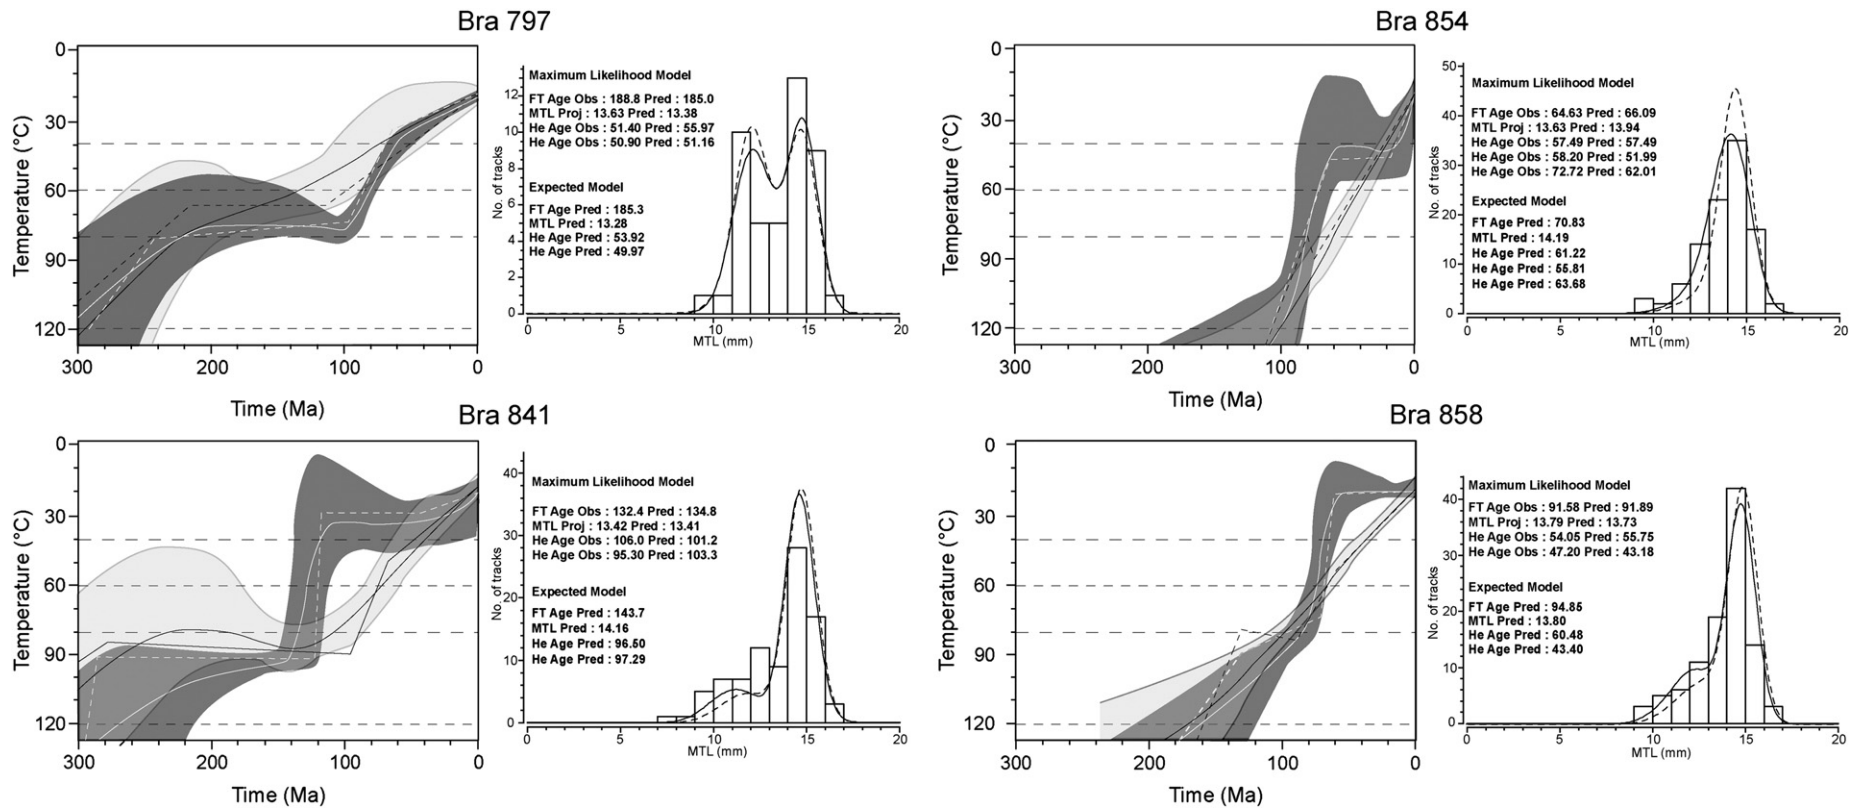 Bra 797
0
30
60
90
120
Temperature (°C)
300
200
100
0
Time (Ma)
Maximum Likelihood Model
FT Age Obs : 188.8 Pred : 185.0
MTL Proj : 13.63 Pred : 13.38
He Age Obs : 51.40 Pred : 55.97
He Age Obs : 50.90 Pred : 51.16
Expected Model
FT Age Pred : 185.3
MTL Pred : 13.28
He Age Pred : 53.92
He Age Pred : 49.97
No. of tracks
12
10
8
6
4
2
0
0
5
10
15
20
MTL (mm)
Bra 854
0
30
60
90
120
Temperature (°C)
300
200
100
0
Time (Ma)
Maximum Likelihood Model
FT Age Obs : 64.63 Pred : 66.09
MTL Proj : 13.63 Pred : 13.94
He Age Obs : 57.49 Pred : 57.49
He Age Obs : 58.20 Pred : 51.99
He Age Obs : 72.72 Pred : 62.01
Expected Model
FT Age Pred : 70.83
MTL Pred : 14.19
He Age Pred : 61.22
He Age Pred : 55.81
He Age Pred : 63.68
No. of tracks
50
40
30
20
10
0
0
5
10
15
20
MTL (mm)
Bra 841
0
30
60
90
120
Temperature (°C)
300
200
100
0
Time (Ma)
Maximum Likelihood Model
FT Age Obs : 132.4 Pred : 134.8
MTL Proj : 13.42 Pred : 13.41
He Age Obs : 106.0 Pred : 101.2
He Age Obs : 95.30 Pred : 103.3
Expected Model
FT Age Pred : 143.7
MTL Pred : 14.16
He Age Pred : 96.50
He Age Pred : 97.29
No. of tracks
40
30
20
10
0
0
5
10
15
20
MTL (mm)
Bra 858
0
30
60
90
120
Temperature (°C)
300
200
100
0
Time (Ma)
Maximum Likelihood Model
FT Age Obs : 91.58 Pred : 91.89
MTL Proj : 13.79 Pred : 13.73
He Age Obs : 54.05 Pred : 55.75
He Age Obs : 47.20 Pred : 43.18
Expected Model
FT Age Pred : 94.85
MTL Pred : 13.80
He Age Pred : 60.48
He Age Pred : 43.40
No. of tracks
40
30
20
10
0
0
5
10
15
20
MTL (mm)